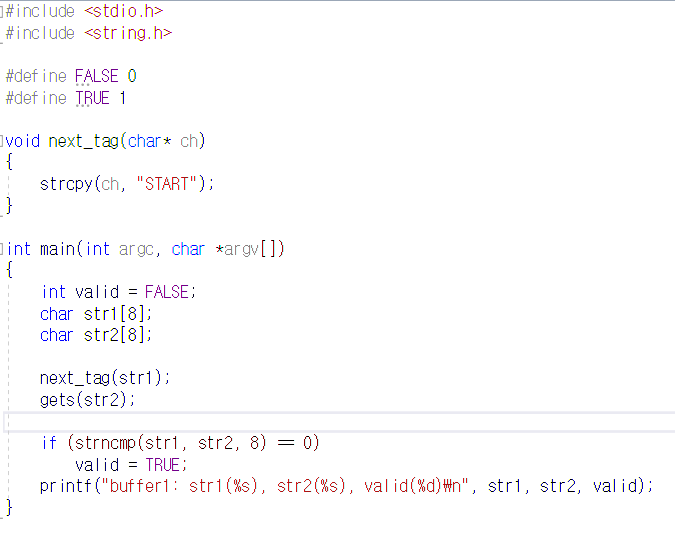 #include <stdio.h>
#include <string.h>
#define FALSE 0
#define TRUE 1
void next_tag(char* ch)
{
strcpy(ch, "START");
}
int main(int argc, char *argv[])
{
int valid = FALSE;
char str1[8];
char str2[8];
next_tag(str1);
gets(str2);
if (strncmp(str1, str2, 8) == 0)
valid = TRUE;
printf("buffer1: str1(%s), str2(%s), valid(%d)₩n", str1, str2, valid);
}